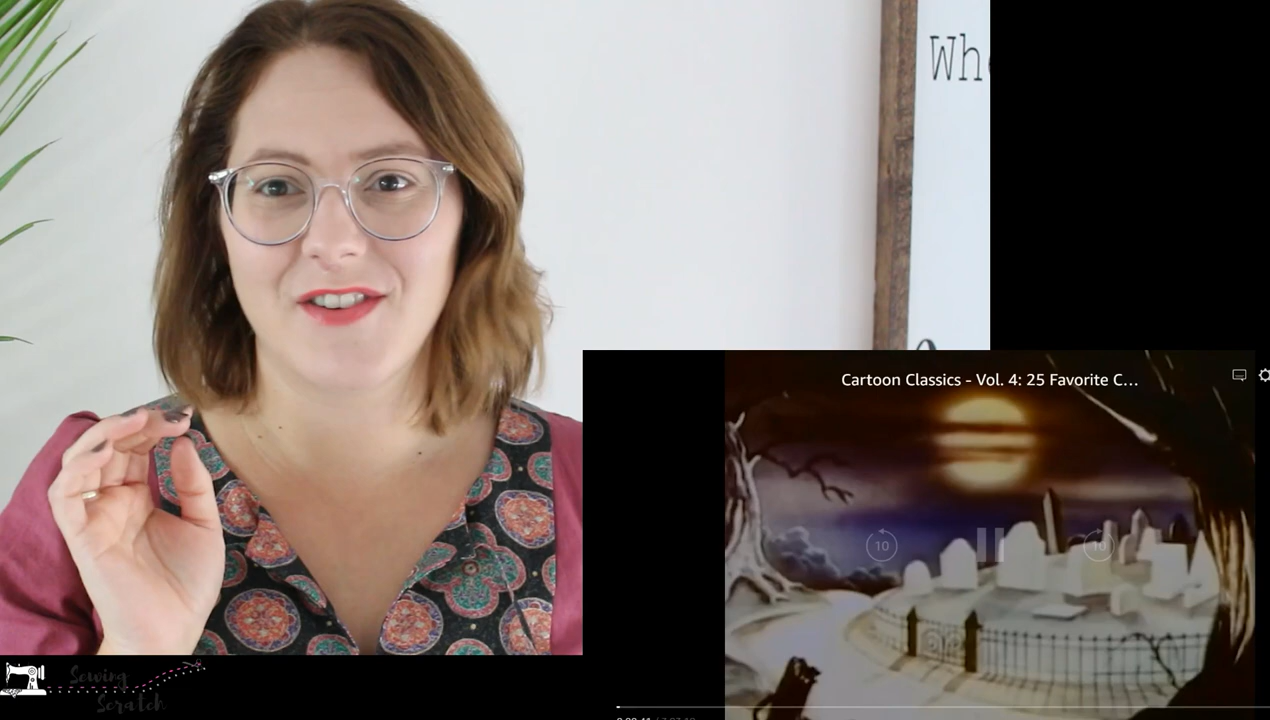 Wh
Cartoon Classics - Vol. 4: 25 Favorite C...
10
10
Sewing
Scratch